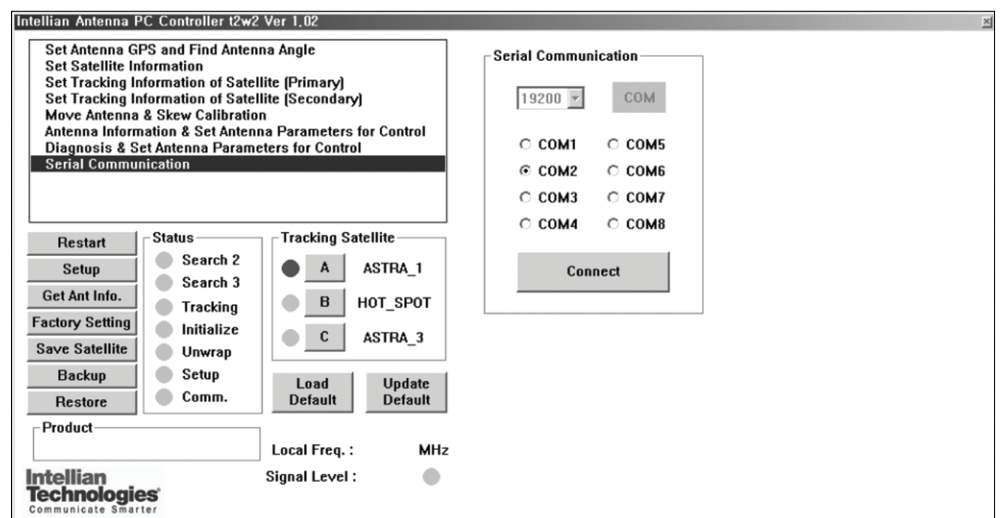 Intellian Antenna PC Controller t2w2 Ver 1,02
Set Antenna GPS and Find Antenna Angle
Set Satellite Information
Set Tracking Information of Satellite (Primary)
Set Tracking Information of Satellite (Secondary)
Move Antenna & Skew Calibration
Antenna Information & Set Antenna Parameters for Control
Diagnosis & Set Antenna Parameters for Control
Serial Communication
Restart
Setup
Get Ant Info.
Factory Setting
Save Satellite
Backup
Restore
Status
Search 2
Search 3
Tracking
Initialize
Unwrap
Setup
Comm.
Tracking Satellite
A ASTRA_1
B HOT_SPOT
C ASTRA_3
Load Default
Update Default
Product
Local Freq. : MHz
Signal Level :
Intellian
Technologies
Communicate Smarter
Serial Communication
19200 COM
COM1 COM5
COM2 COM6
COM3 COM7
COM4 COM8
Connect